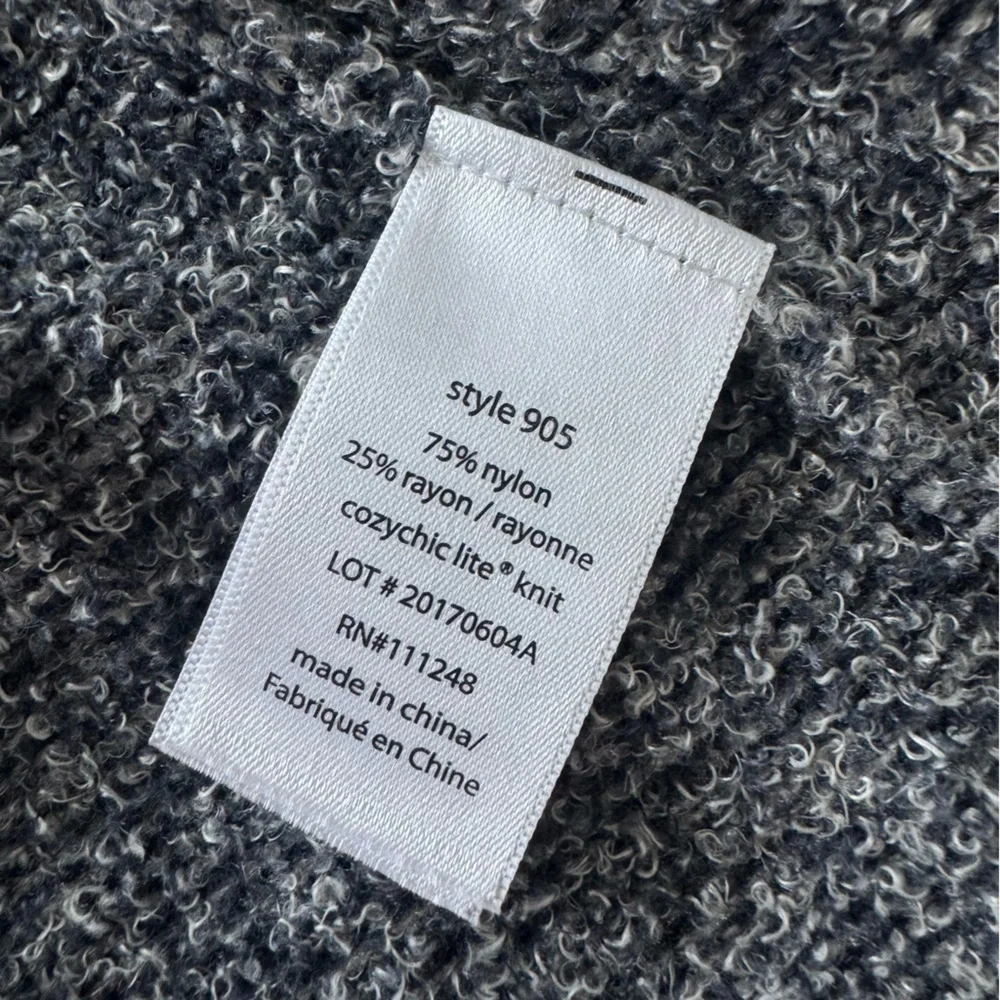 style 905
75% nylon
25% rayon / rayonne
cozychic lite® knit
LOT # 20170604A
RN#111248
made in china/
Fabriqué en Chine